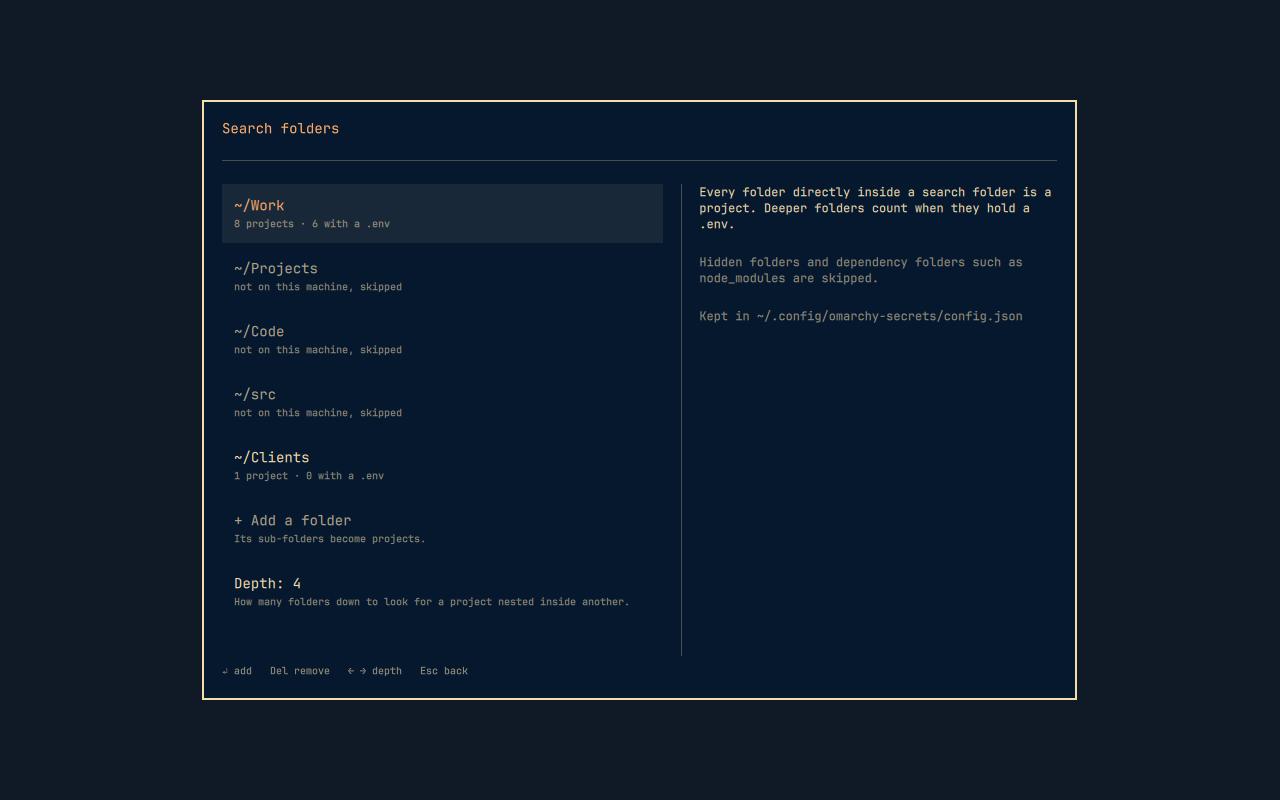 Search folders
~/Work
8 projects · 6 with a .env
~/Projects
not on this machine, skipped
~/Code
not on this machine, skipped
~/src
not on this machine, skipped
~/Clients
1 project · 0 with a .env
+ Add a folder
Its sub-folders become projects.
Depth: 4
How many folders down to look for a project nested inside another.
Every folder directly inside a search folder is a
project. Deeper folders count when they hold a
.env.
Hidden folders and dependency folders such as
node_modules are skipped.
Kept in ~/.config/omarchy-secrets/config.json
⏎ add   Del remove   ← → depth   Esc back